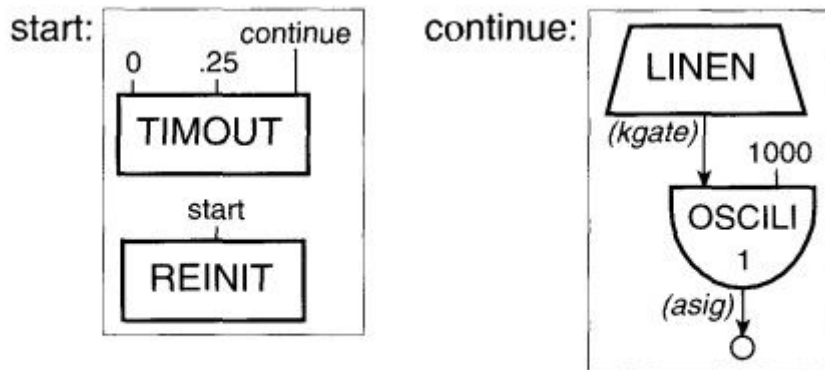 start:
continue
0 .25
TIMOUT
start
REINIT
continue:
LINEN
(kgate)
1000
OSCILI
1
(asig)